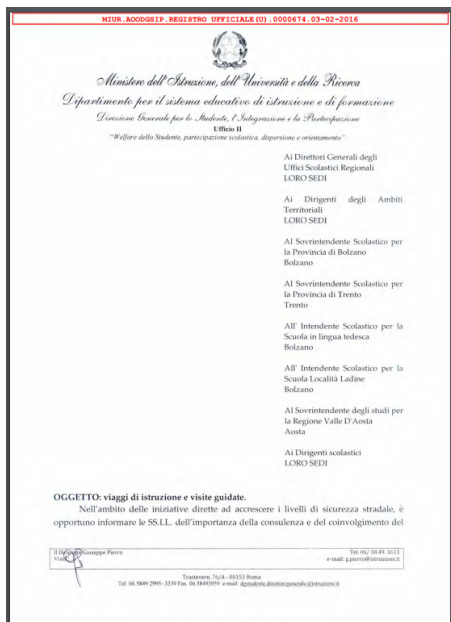 MIUR.AOODGSIP.REGISTRO UFFICIALE(U).0000674.03-02-2016
Ministero dell'Istruzione, dell'Università e della Ricerca
Dipartimento per il sistema educativo di istruzione e di formazione
Direzione Generale per lo Studente, l'Integrazione e la Partecipazione
Ufficio II
"Welfare dello Studente, partecipazione scolastica, dispersione e orientamento"
Ai Direttori Generali degli
Uffici Scolastici Regionali
LORO SEDI
Ai Dirigenti degli Ambiti
Territoriali
LORO SEDI
Al Sovrintendente Scolastico per
la Provincia di Bolzano
Bolzano
Al Sovrintendente Scolastico per
la Provincia di Trento
Trento
All' Intendente Scolastico per la
Scuola in lingua tedesca
Bolzano
All' Intendente Scolastico per la
Scuola Località Ladine
Bolzano
Al Sovrintendente degli studi per
la Regione Valle D'Aosta
Aosta
Ai Dirigenti scolastici
LORO SEDI
OGGETTO: viaggi di istruzione e visite guidate.
Nell'ambito delle iniziative dirette ad accrescere i livelli di sicurezza stradale, è
opportuno informare le SS.LL. dell'importanza della consulenza e del coinvolgimento del
Il Dirigente Giuseppe Pierro
Tel. 06/ 58.49. 3613
e-mail: g.pierro@istruzione.it
Trastevere, 76/A - 00153 Roma
Tel. 06.5849 2995- 3339 Fax. 06.58493959 e-mail dgstudente.direttoregenerale@istruzione.it